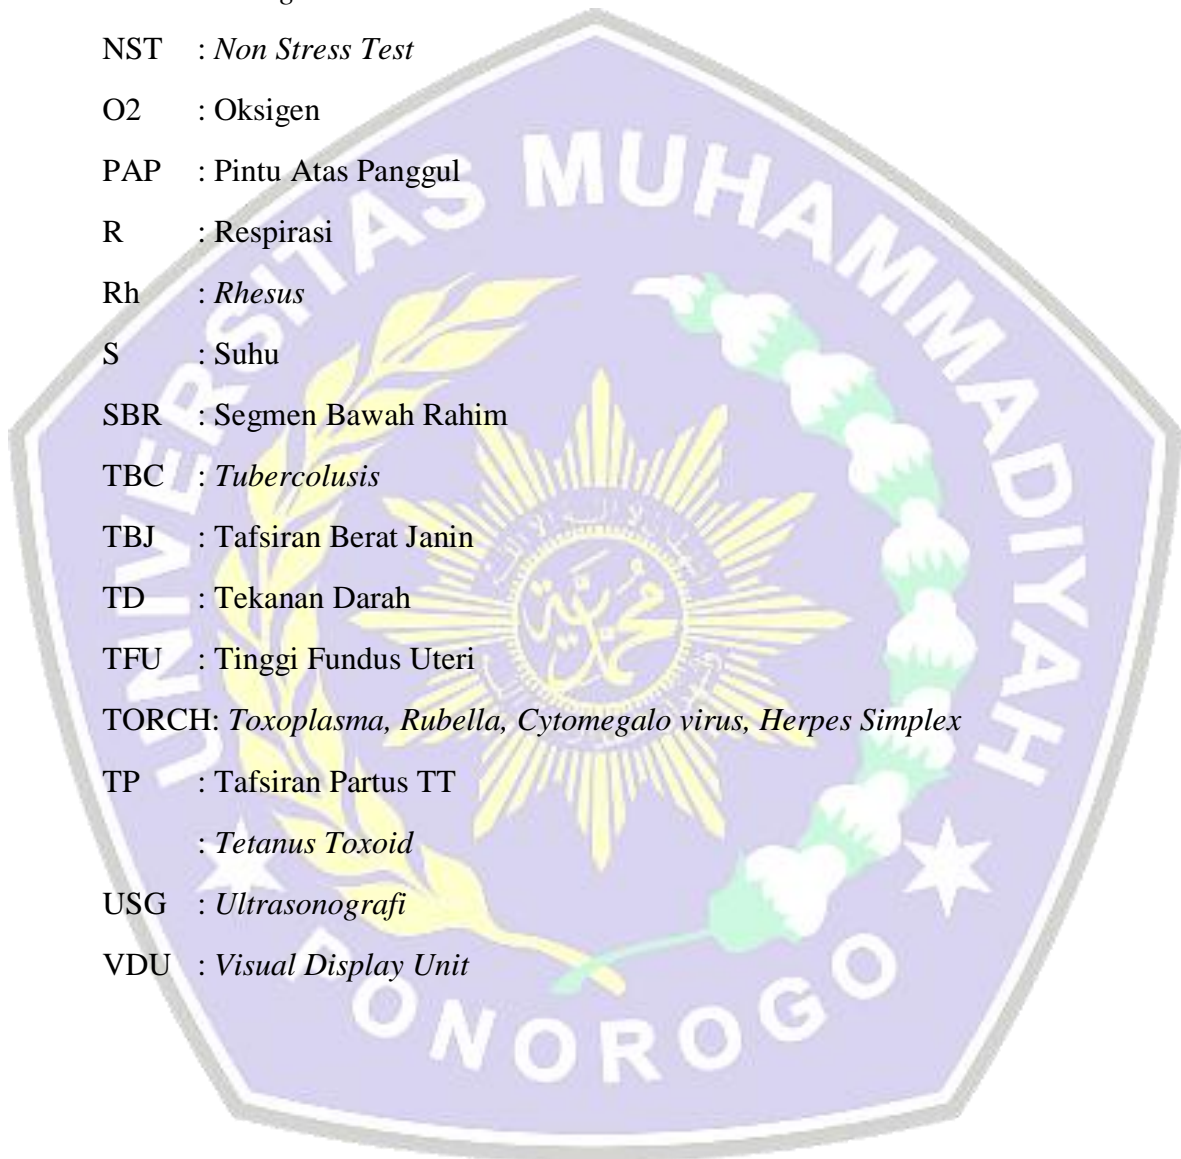 NST : Non Stress Test
O2 : Oksigen
PAP : Pintu Atas Panggul
R : Respirasi
Rh : Rhesus
S : Suhu
SBR : Segmen Bawah Rahim
TBC : Tubercolusis
TBJ : Tafsiran Berat Janin
TD : Tekanan Darah
TFU : Tinggi Fundus Uteri
TORCH: Toxoplasma, Rubella, Cytomegalo virus, Herpes Simplex
TP : Tafsiran Partus TT
: Tetanus Toxoid
USG : Ultrasonografi
VDU : Visual Display Unit
UNIVERSITAS MUHAMMADIYAH
PONOROGO
محمدية